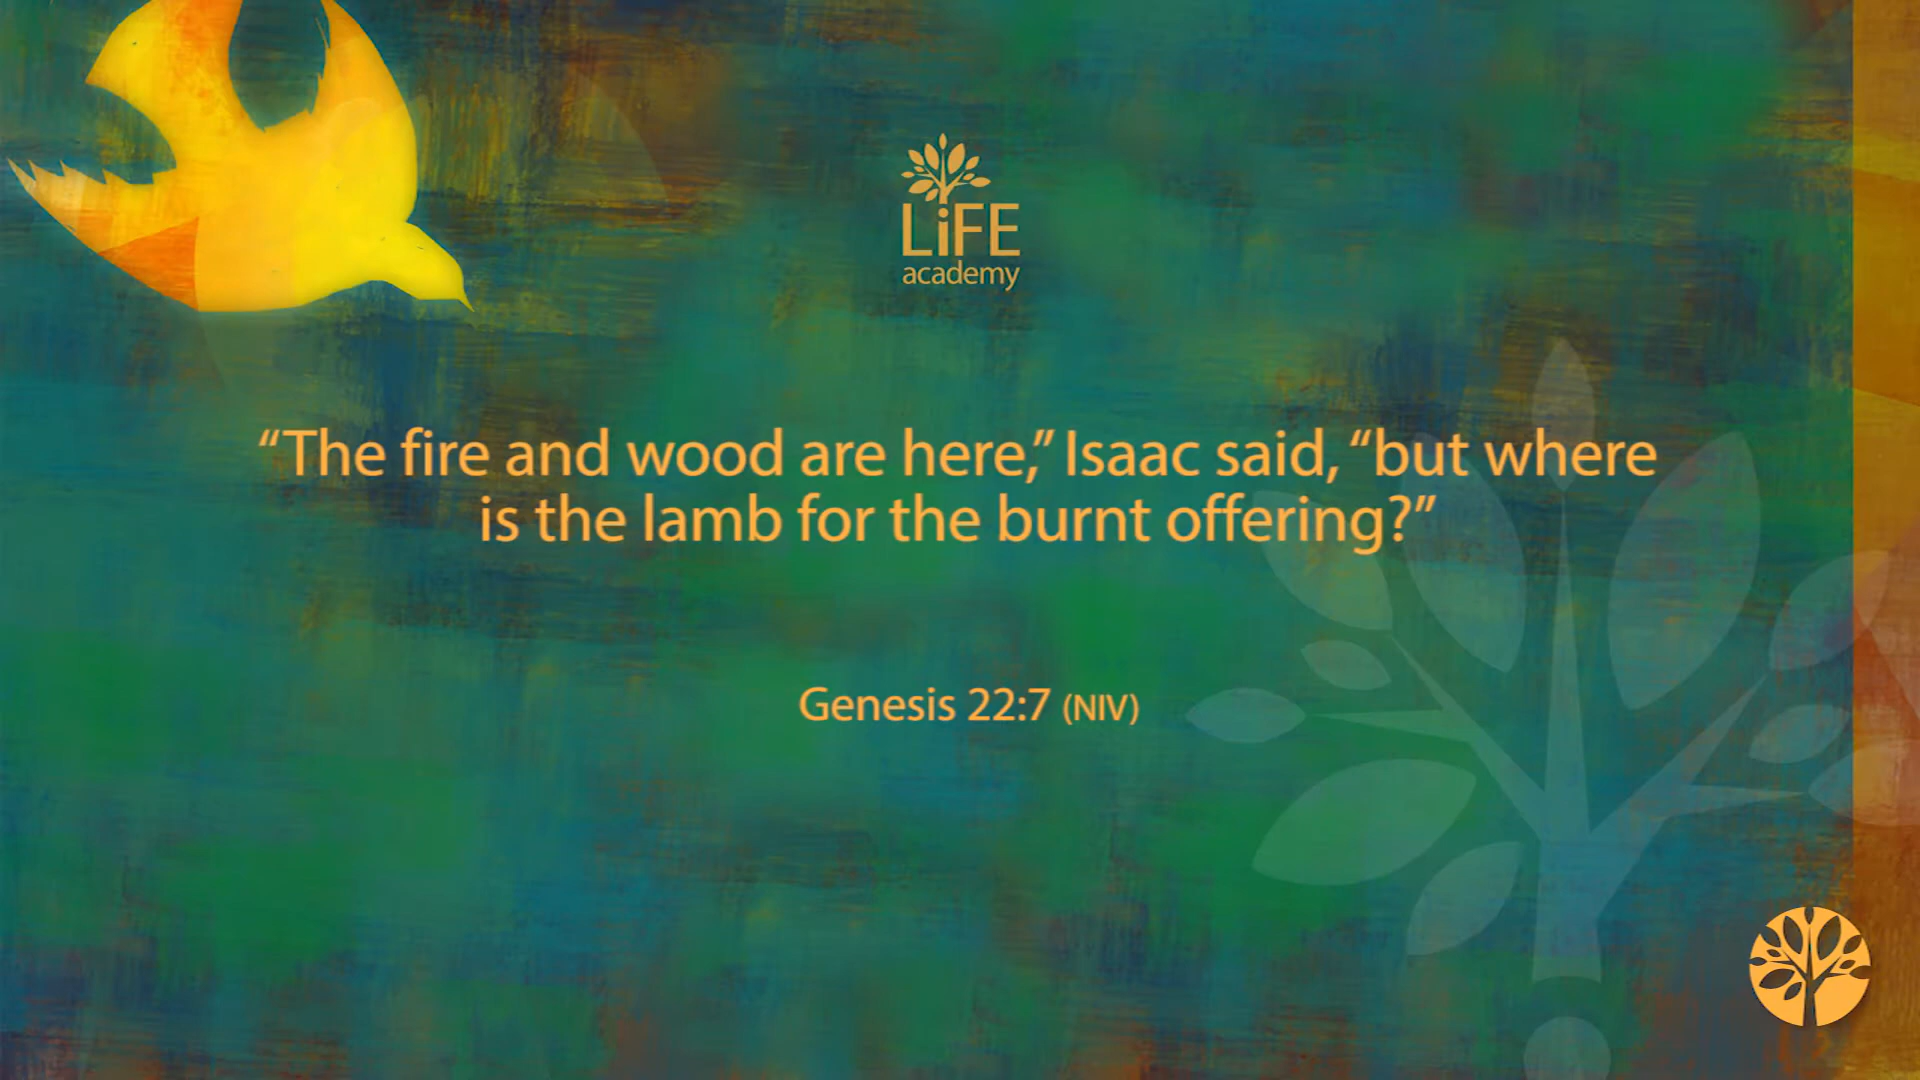 LiFE
academy
“The fire and wood are here,” Isaac said, “but where
is the lamb for the burnt offering?”
Genesis 22:7 (NIV)